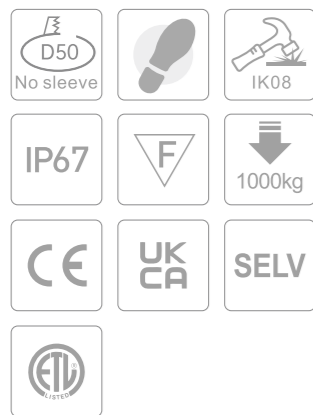 D50
No sleeve
IK08
IP67
F
1000kg
CE
UK
CA
SELV
ETL
LISTED